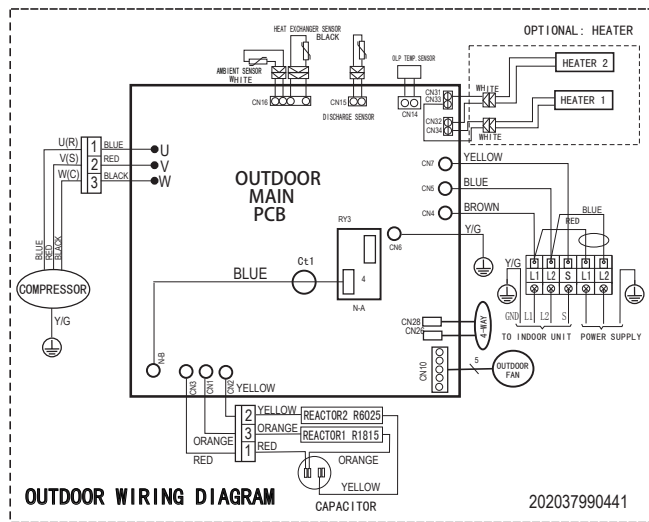 HEAT EXCHANGER SENSOR
BLACK
OPTIONAL: HEATER
AMBIENT SENSOR
WHITE
OLP TEMP. SENSOR
CN16
CN15
CN14
DISCHARGE SENSOR
CN31
CN33
WHITE
HEATER 2
CN32
CN34
WHITE
HEATER 1
U(R) 1 BLUE U
V(S) 2 RED V
W(C) 3 BLACK W
OUTDOOR
MAIN
PCB
CN7 YELLOW
CN5 BLUE
CN4 BROWN
BLUE
RED
RY3
CN6
Y/G
BLUE
RED
BLACK
BLUE
Ct1
4
N-A
Y/G
L1 L2 S L1 L2
COMPRESSOR
Y/G
GND L1 L2 S
TO INDOOR UNIT
POWER SUPPLY
CN28
CN26
4-WAY
N-B
CN3
CN1
CN2
YELLOW
CN10
5
OUTDOOR
FAN
2 YELLOW REACTOR2 R6025
ORANGE 3 ORANGE REACTOR1 R1815
RED 1 RED
ORANGE
YELLOW
CAPACITOR
OUTDOOR WIRING DIAGRAM
202037990441